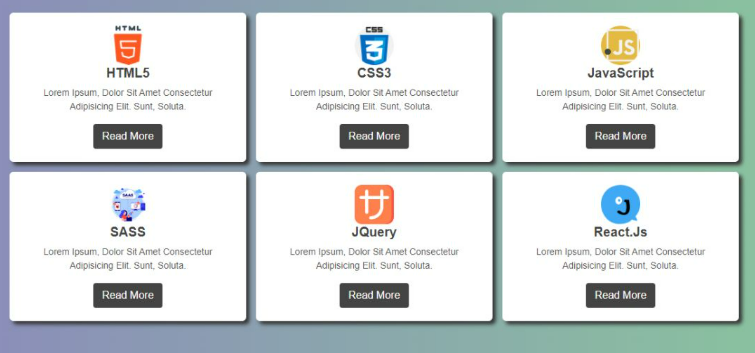 HTML
5
HTML5
Lorem Ipsum, Dolor Sit Amet Consectetur
Adipisicing Elit. Sunt, Soluta.
Read More
CSS
3
CSS3
Lorem Ipsum, Dolor Sit Amet Consectetur
Adipisicing Elit. Sunt, Soluta.
Read More
JS
JavaScript
Lorem Ipsum, Dolor Sit Amet Consectetur
Adipisicing Elit. Sunt, Soluta.
Read More
SASS
Lorem Ipsum, Dolor Sit Amet Consectetur
Adipisicing Elit. Sunt, Soluta.
Read More
サ
JQuery
Lorem Ipsum, Dolor Sit Amet Consectetur
Adipisicing Elit. Sunt, Soluta.
Read More
J
React.Js
Lorem Ipsum, Dolor Sit Amet Consectetur
Adipisicing Elit. Sunt, Soluta.
Read More